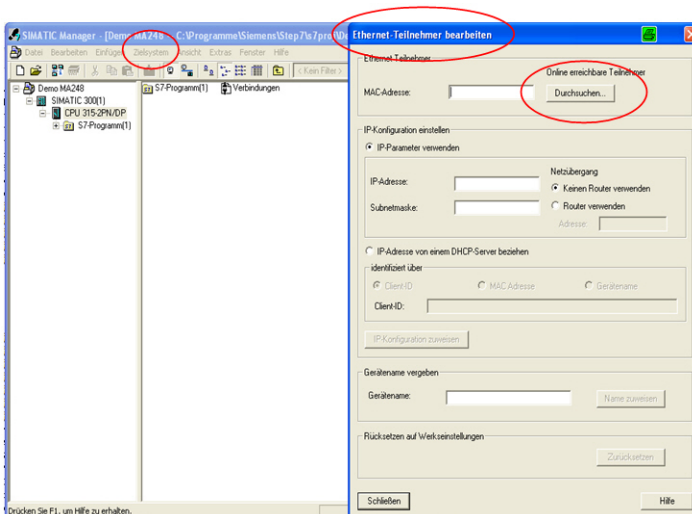 SIMATIC Manager - [Demo MA248 C:\Programme\Siemens\Step7\s7proj\De
Datei Bearbeiten Einfügen Zielsystem Ansicht Extras Fenster Hilfe
< Kein Filter >
Demo MA248
SIMATIC 300(1)
CPU 315-2PN/DP
S7-Programm(1)
S7-Programm(1)
Verbindungen
Drücken Sie F1, um Hilfe zu erhalten.
Ethernet-Teilnehmer bearbeiten
Ethernet Teilnehmer
Online erreichbare Teilnehmer
MAC-Adresse:
Durchsuchen...
IP-Konfiguration einstellen
IP-Parameter verwenden
Netzübergang
IP-Adresse:
Keinen Router verwenden
Subnetmaske:
Router verwenden
Adresse:
IP-Adresse von einem DHCP-Server beziehen
identifiziert über
Client-ID
MAC Adresse
Gerätename
Client-ID:
IP-Konfiguration zuweisen
Gerätename vergeben
Gerätename:
Name zuweisen
Rücksetzen auf Werkseinstellungen
Zurücksetzen
Schließen
Hilfe